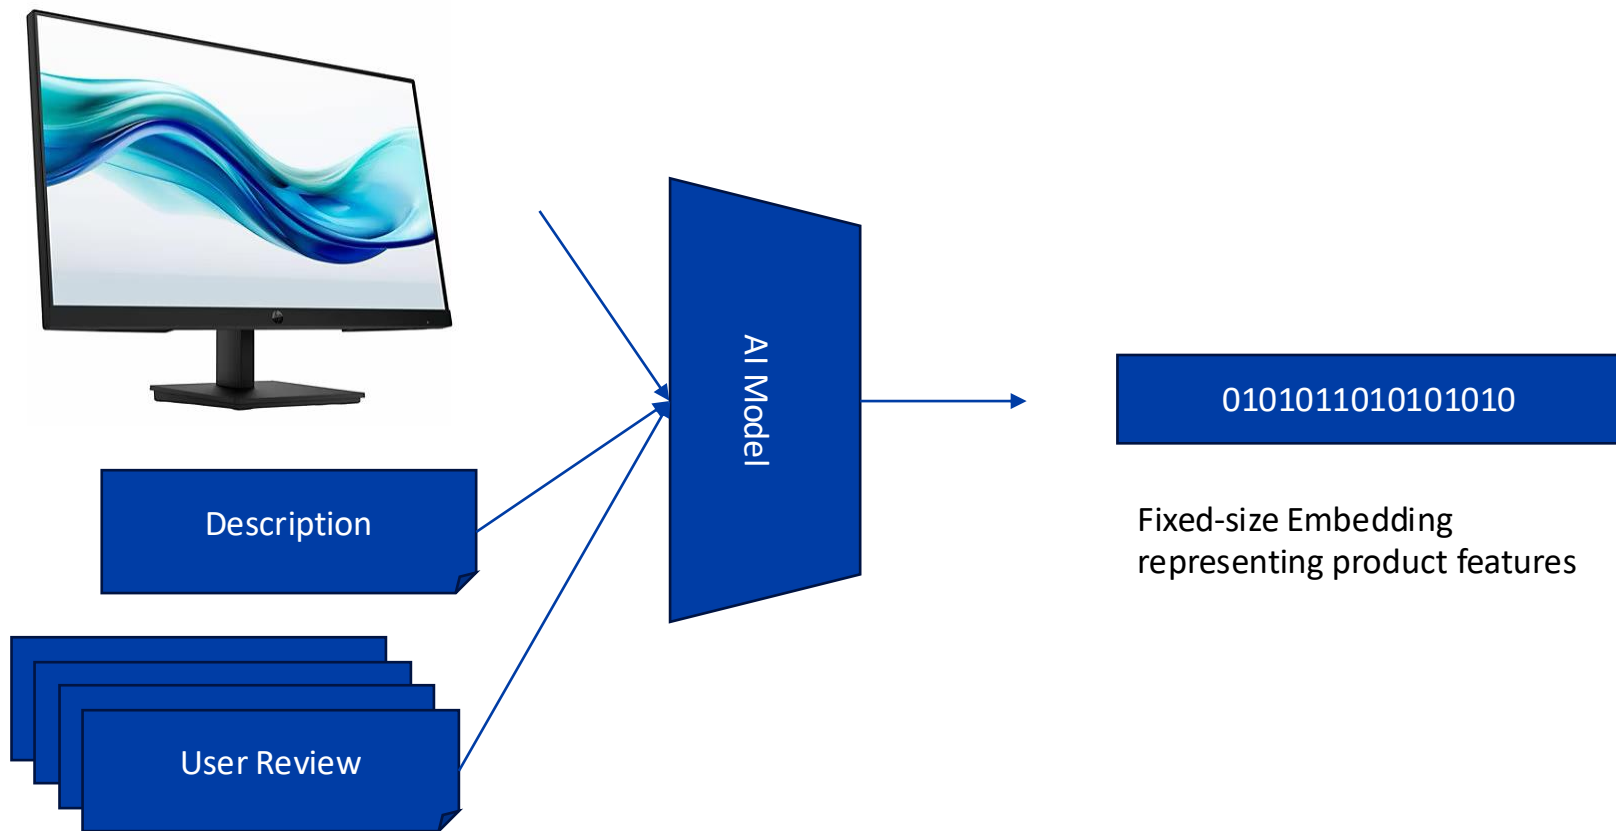 AI Model
0101011010101010
Description
Fixed-size Embedding
representing product features
User Review